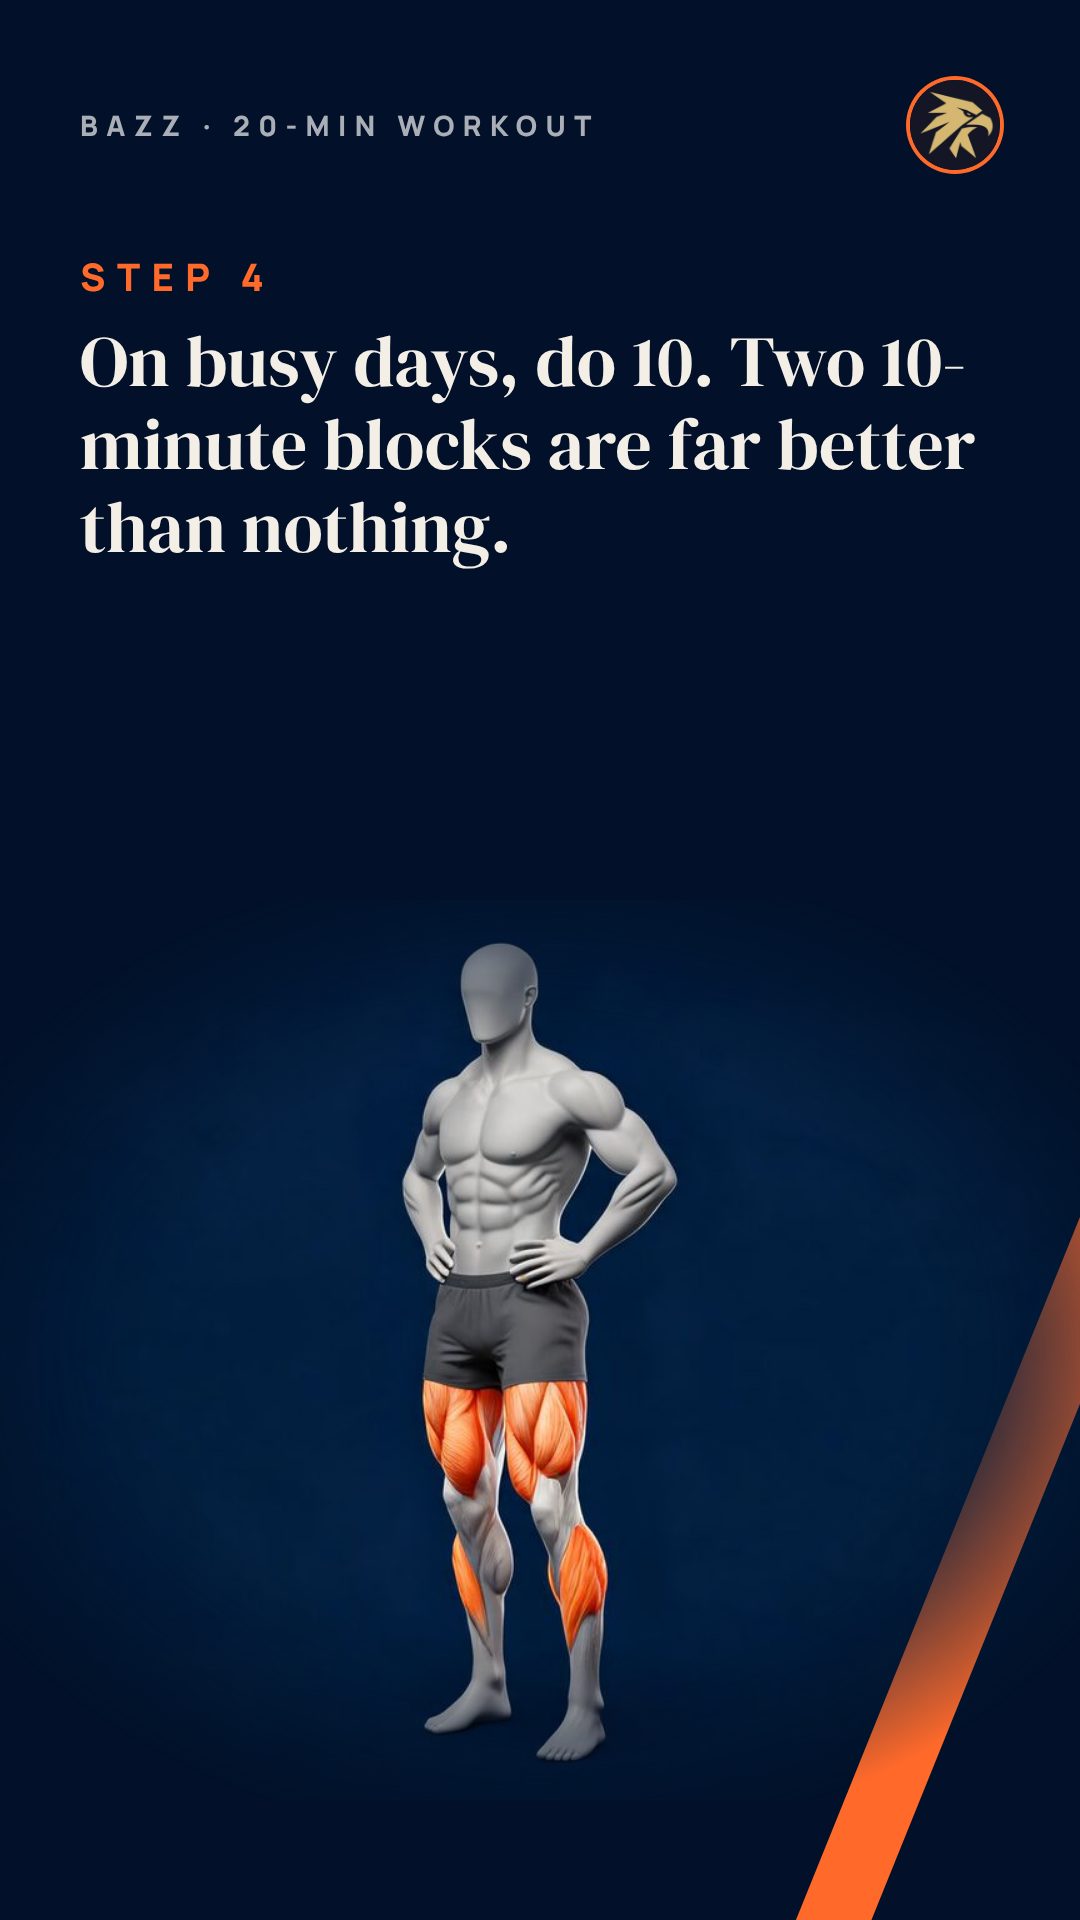 BAZZ · 20-MIN WORKOUT
STEP 4
On busy days, do 10. Two 10-
minute blocks are far better
than nothing.